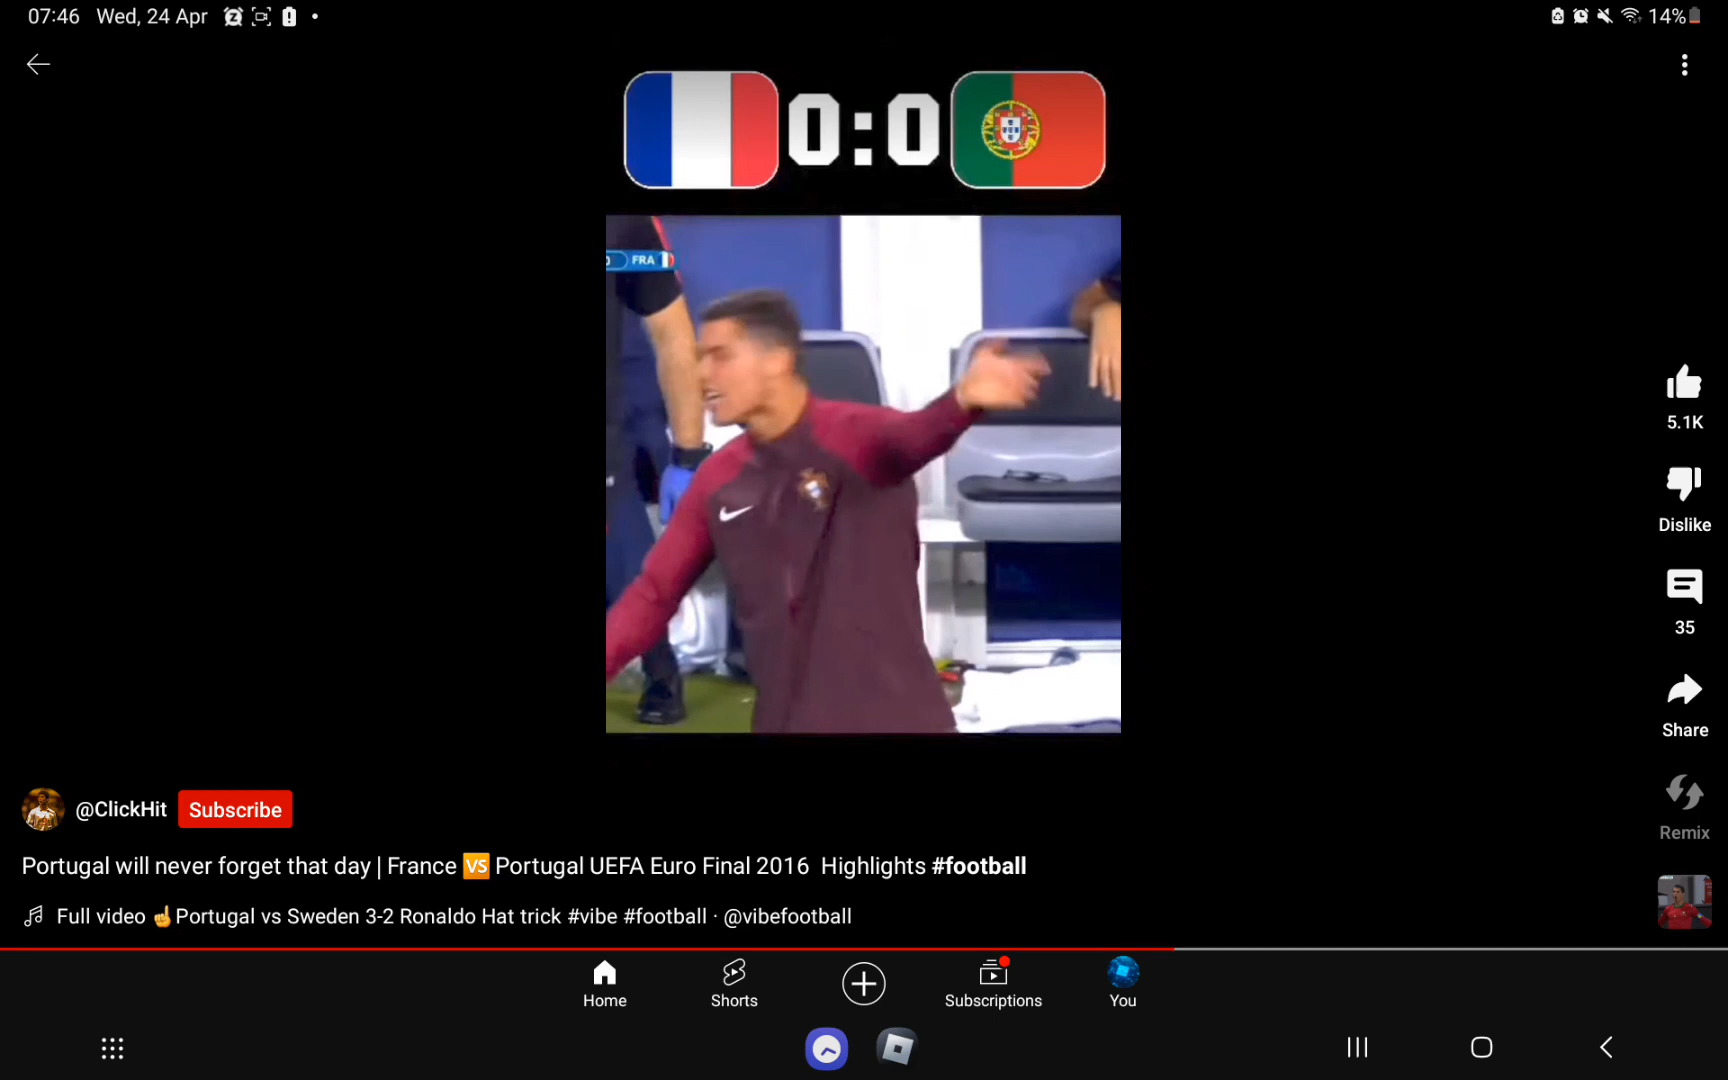 07:46 Wed, 24 Apr
14%
0:0
FRA
5.1K
Dislike
35
Share
Remix
@ClickHit Subscribe
Portugal will never forget that day | France 🆚 Portugal UEFA Euro Final 2016 Highlights #football
Full video ☝️Portugal vs Sweden 3-2 Ronaldo Hat trick #vibe #football · @vibefootball
Home
Shorts
Subscriptions
You